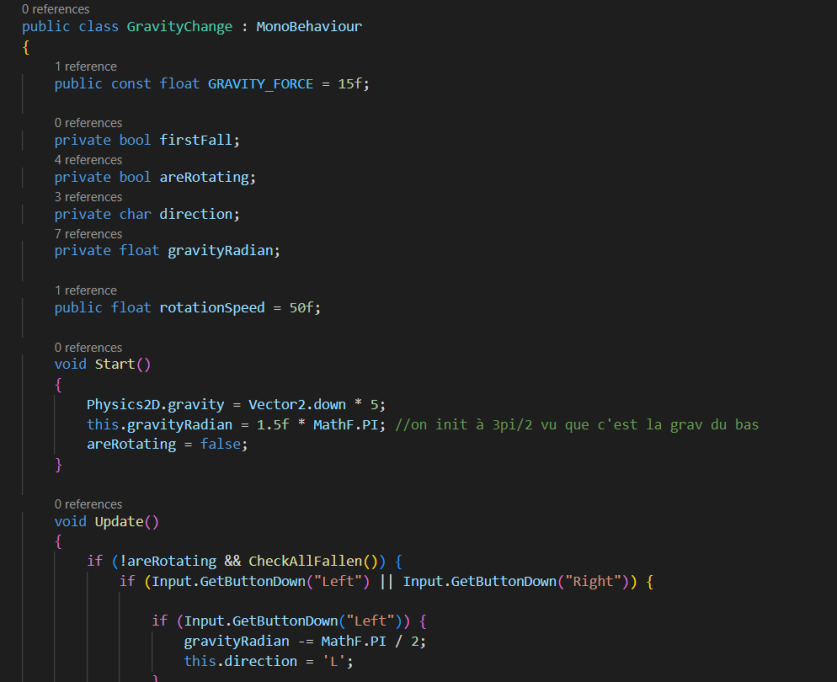 0 references
public class GravityChange : MonoBehaviour
{
1 reference
public const float GRAVITY_FORCE = 15f;
0 references
private bool firstFall;
4 references
private bool areRotating;
3 references
private char direction;
7 references
private float gravityRadian;
1 reference
public float rotationSpeed = 50f;
0 references
void Start()
{
Physics2D.gravity = Vector2.down * 5;
this.gravityRadian = 1.5f * MathF.PI; //on init à 3pi/2 vu que c'est la grav du bas
areRotating = false;
}
0 references
void Update()
{
if (!areRotating && CheckAllFallen()) {
if (Input.GetButtonDown("Left") || Input.GetButtonDown("Right")) {
if (Input.GetButtonDown("Left")) {
gravityRadian -= MathF.PI / 2;
this.direction = 'L';
}